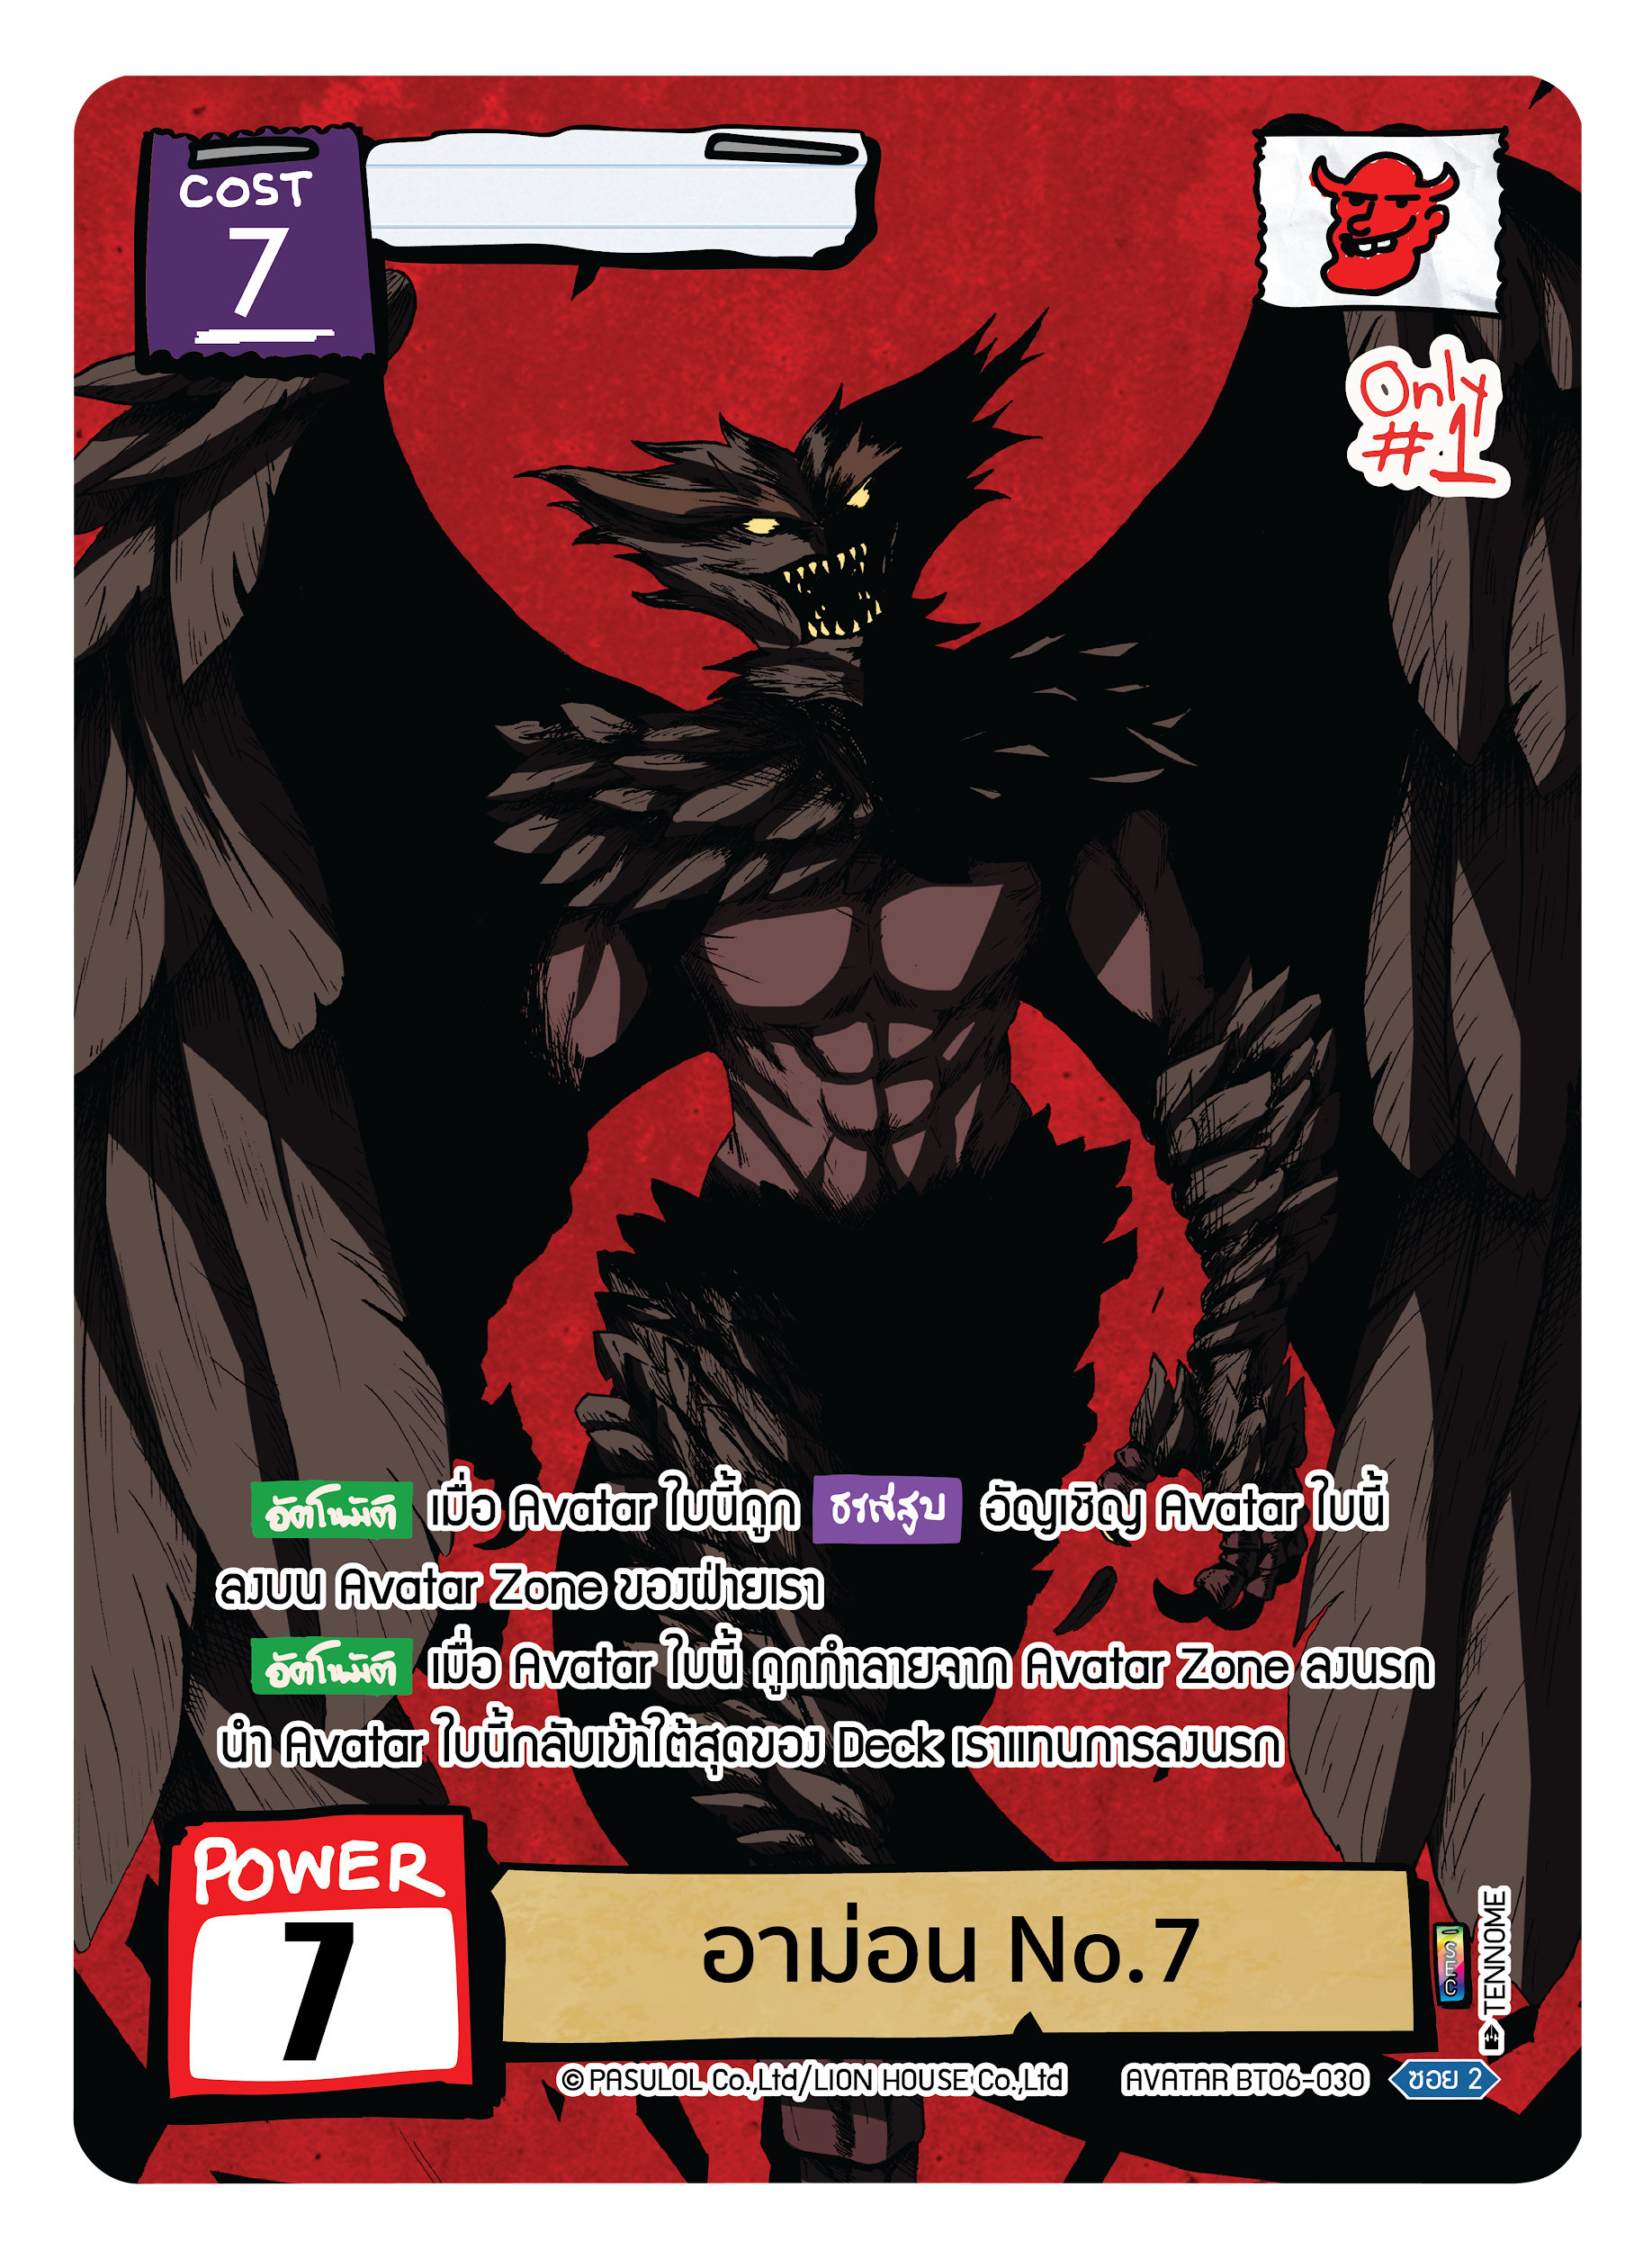 COST
7
Only
#1
อัตโนมัติ เมื่อ Avatar ใบนี้ถูก ธรณีสูบ อัญเชิญ Avatar ใบนี้
ลงบน Avatar Zone ของฝ่ายเรา
อัตโนมัติ เมื่อ Avatar ใบนี้ ถูกทำลายจาก Avatar Zone ลงนรก
นำ Avatar ใบนี้กลับเข้าใต้สุดของ Deck เราแทนการลงนรก
POWER
7
อาม่อน No.7
SEC
TENNOME
© PASULOL Co.,Ltd/LION HOUSE Co.,Ltd AVATAR BT06-030 ซอย 2